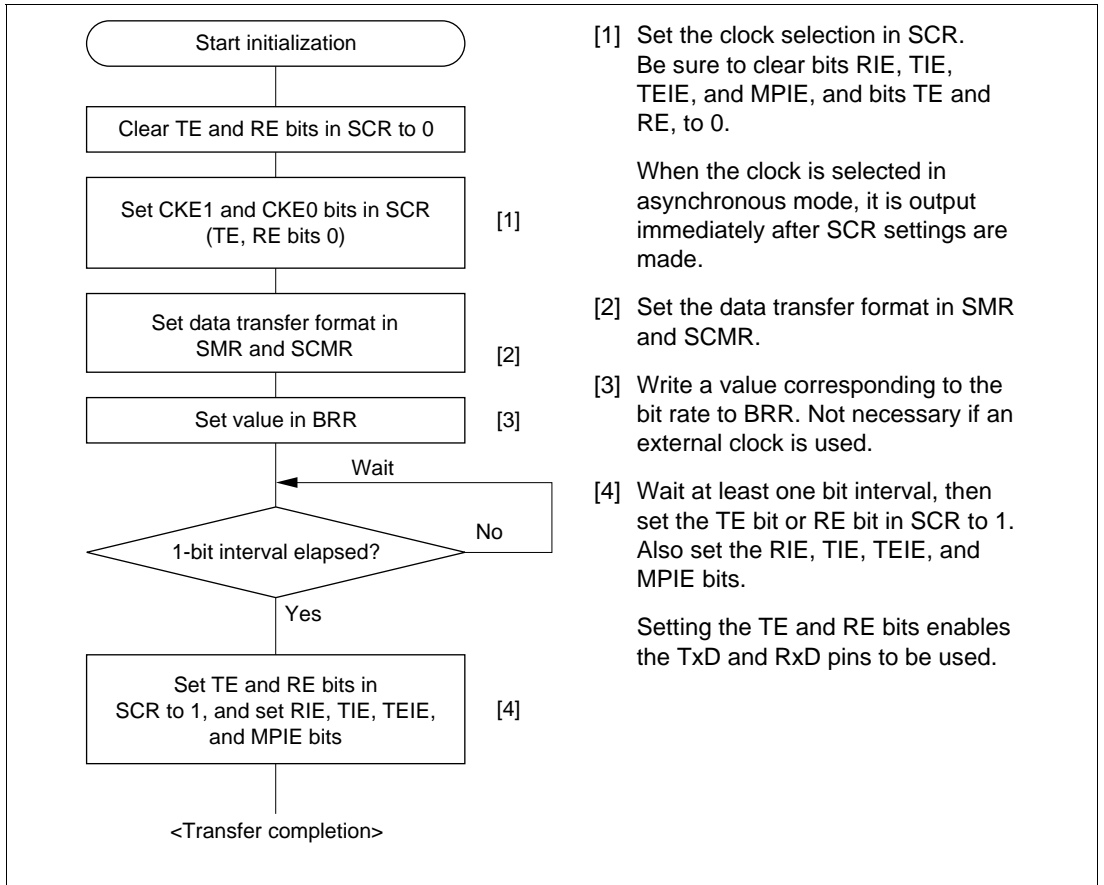 Start initialization
Clear TE and RE bits in SCR to 0
Set CKE1 and CKE0 bits in SCR
(TE, RE bits 0)
[1]
Set data transfer format in
SMR and SCMR
[2]
Set value in BRR
[3]
Wait
1-bit interval elapsed?
No
Yes
Set TE and RE bits in
SCR to 1, and set RIE, TIE, TEIE,
and MPIE bits
[4]
<Transfer completion>
[1] Set the clock selection in SCR.
Be sure to clear bits RIE, TIE,
TEIE, and MPIE, and bits TE and
RE, to 0.
When the clock is selected in
asynchronous mode, it is output
immediately after SCR settings are
made.
[2] Set the data transfer format in SMR
and SCMR.
[3] Write a value corresponding to the
bit rate to BRR. Not necessary if an
external clock is used.
[4] Wait at least one bit interval, then
set the TE bit or RE bit in SCR to 1.
Also set the RIE, TIE, TEIE, and
MPIE bits.
Setting the TE and RE bits enables
the TxD and RxD pins to be used.